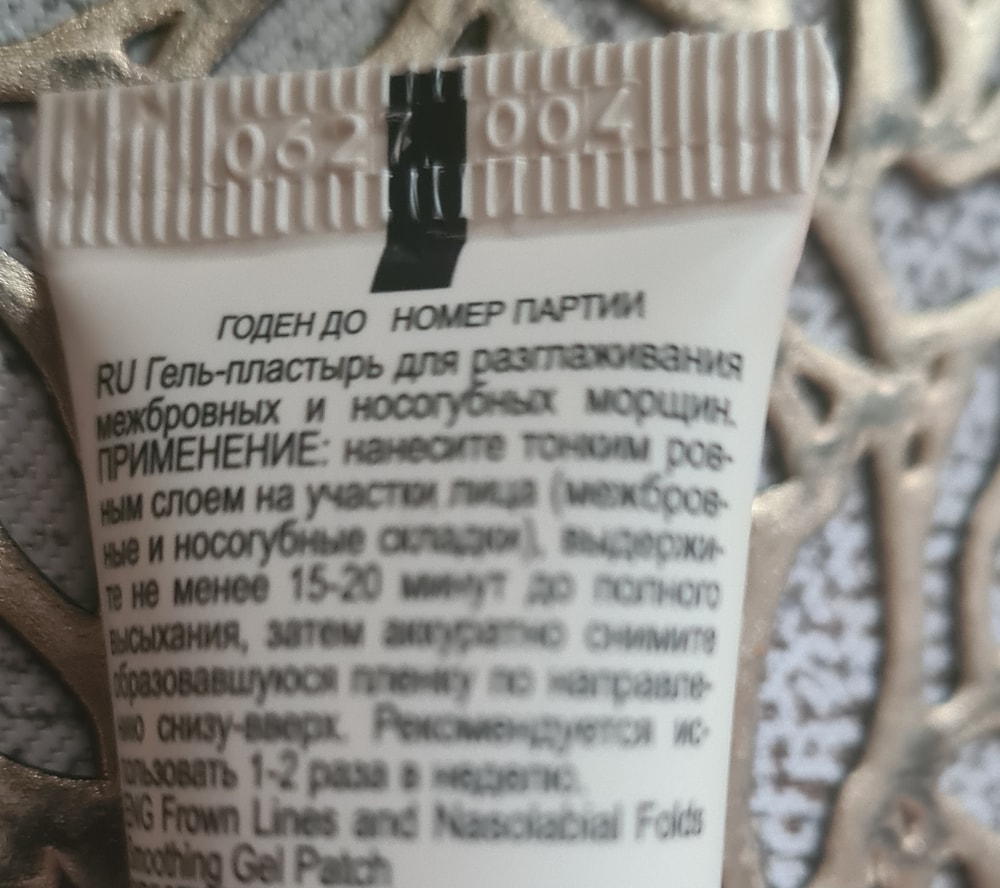 0627 004
ГОДЕН ДО НОМЕР ПАРТИИ
RU Гель-пластырь для разглаживания
межбровных и носогубных морщин.
ПРИМЕНЕНИЕ: нанесите тонким ров-
ным слоем на участки лица (межбров-
ные и носогубные складки), выдержи-
те не менее 15-20 минут до полного
высыхания, затем аккуратно снимите
образовавшуюся пленку по направле-
нию снизу-вверх. Рекомендуется ис-
пользовать 1-2 раза в неделю.
ENG Frown Lines and Nasolabial Folds
Smoothing Gel Patch